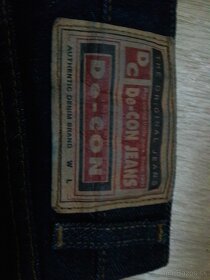 THE ORIGINAL JEANS
DC
De-CON JEANS
De-CON
AUTHENTIC DENIM BRAND W L